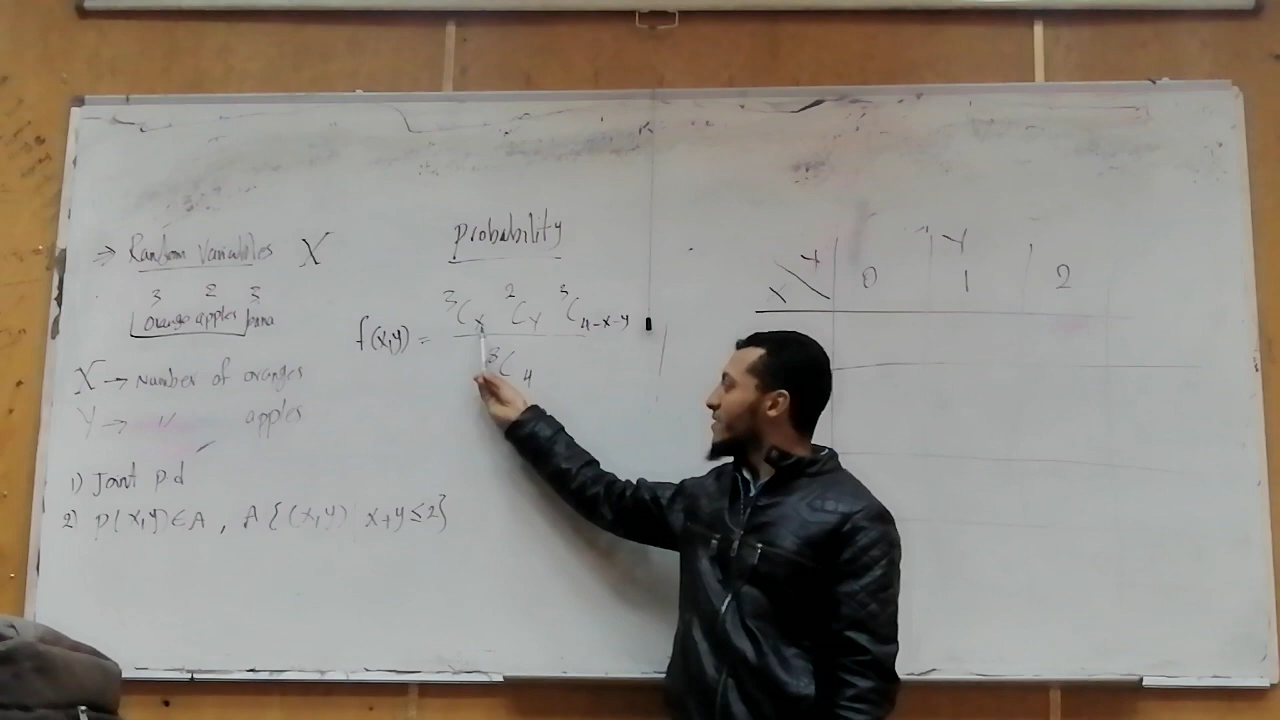 ⇒ Random Variables X
3 2 3
orange apples bana
X → Number of oranges
Y → 〃 apples
1) Joint p.d
2) P(x,y)∈A , A{(x,y) | x+y≤2}
probability
f(x,y) = ³Cx ²Cy ³C4-x-y
⁸C4
Y
X Y 0 1 2